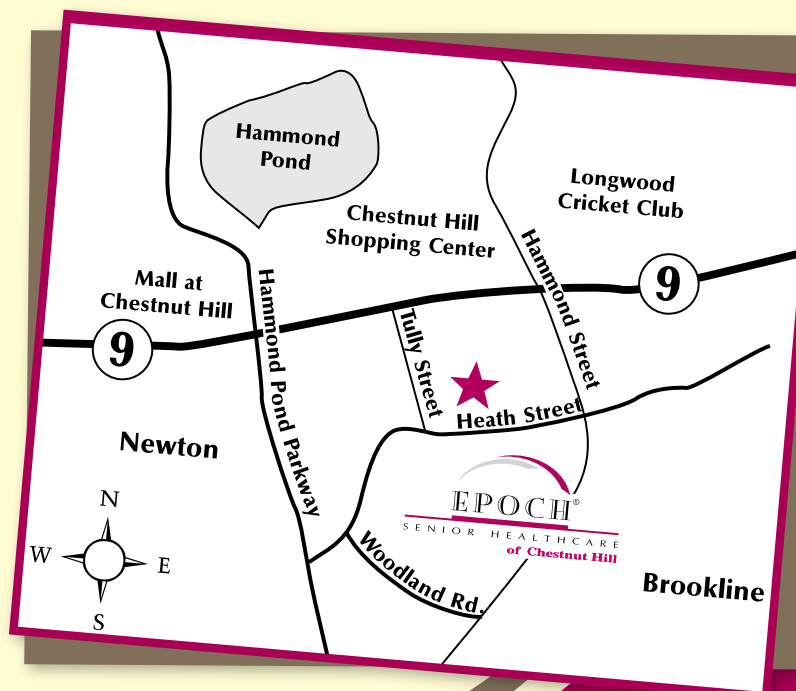 Hammond
Pond
Longwood
Cricket Club
Chestnut Hill
Shopping Center
Mall at
Chestnut Hill
Hammond Street
9
9
Hammond Pond Parkway
Tully Street
Heath Street
Newton
EPOCH®
SENIOR HEALTHCARE
of Chestnut Hill
N
W
E
S
Woodland Rd.
Brookline